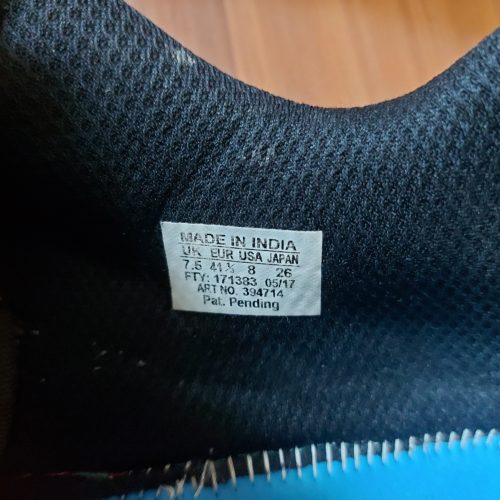 MADE IN INDIA
UK EUR USA JAPAN
7.5 41⅓ 8 26
FTY: 171383 05/17
ART NO. 394714
Pat. Pending